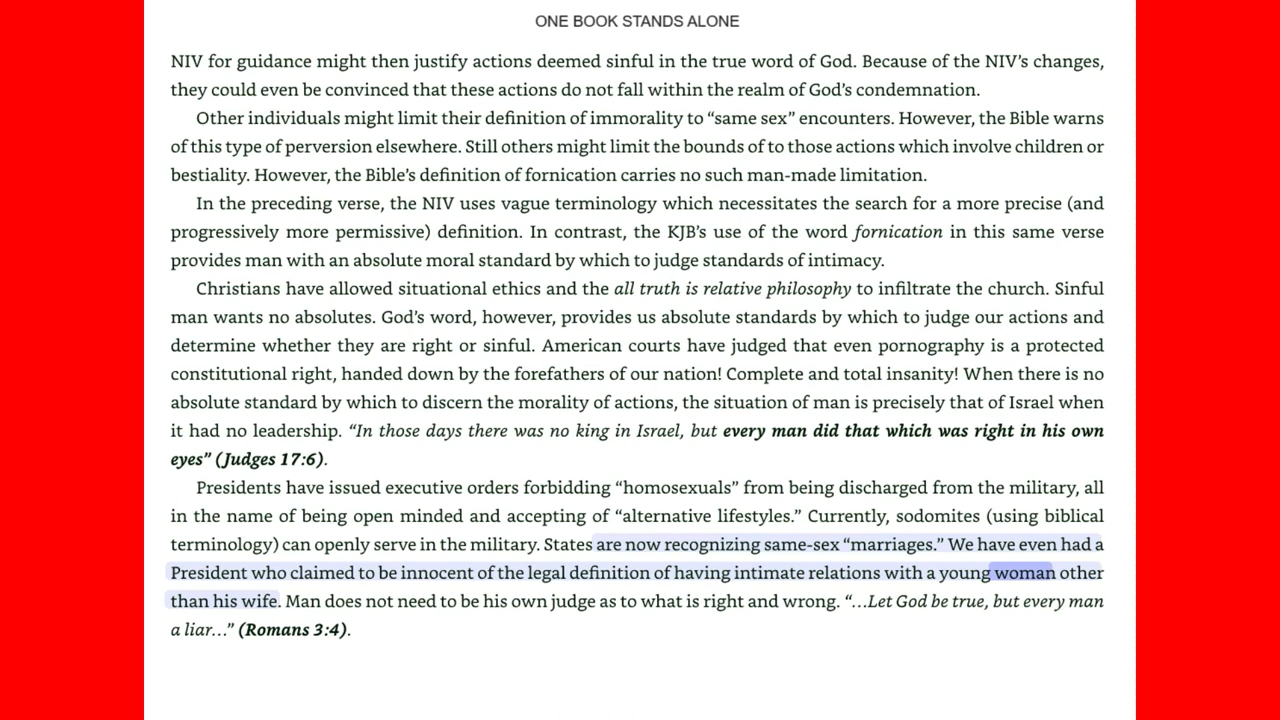 ONE BOOK STANDS ALONE
NIV for guidance might then justify actions deemed sinful in the true word of God. Because of the NIV’s changes,
they could even be convinced that these actions do not fall within the realm of God’s condemnation.
Other individuals might limit their definition of immorality to “same sex” encounters. However, the Bible warns
of this type of perversion elsewhere. Still others might limit the bounds of to those actions which involve children or
bestiality. However, the Bible’s definition of fornication carries no such man-made limitation.
In the preceding verse, the NIV uses vague terminology which necessitates the search for a more precise (and
progressively more permissive) definition. In contrast, the KJB’s use of the word fornication in this same verse
provides man with an absolute moral standard by which to judge standards of intimacy.
Christians have allowed situational ethics and the all truth is relative philosophy to infiltrate the church. Sinful
man wants no absolutes. God’s word, however, provides us absolute standards by which to judge our actions and
determine whether they are right or sinful. American courts have judged that even pornography is a protected
constitutional right, handed down by the forefathers of our nation! Complete and total insanity! When there is no
absolute standard by which to discern the morality of actions, the situation of man is precisely that of Israel when
it had no leadership. “In those days there was no king in Israel, but every man did that which was right in his own
eyes” (Judges 17:6).
Presidents have issued executive orders forbidding “homosexuals” from being discharged from the military, all
in the name of being open minded and accepting of “alternative lifestyles.” Currently, sodomites (using biblical
terminology) can openly serve in the military. States are now recognizing same-sex “marriages.” We have even had a
President who claimed to be innocent of the legal definition of having intimate relations with a young woman other
than his wife. Man does not need to be his own judge as to what is right and wrong. “…Let God be true, but every man
a liar…” (Romans 3:4).